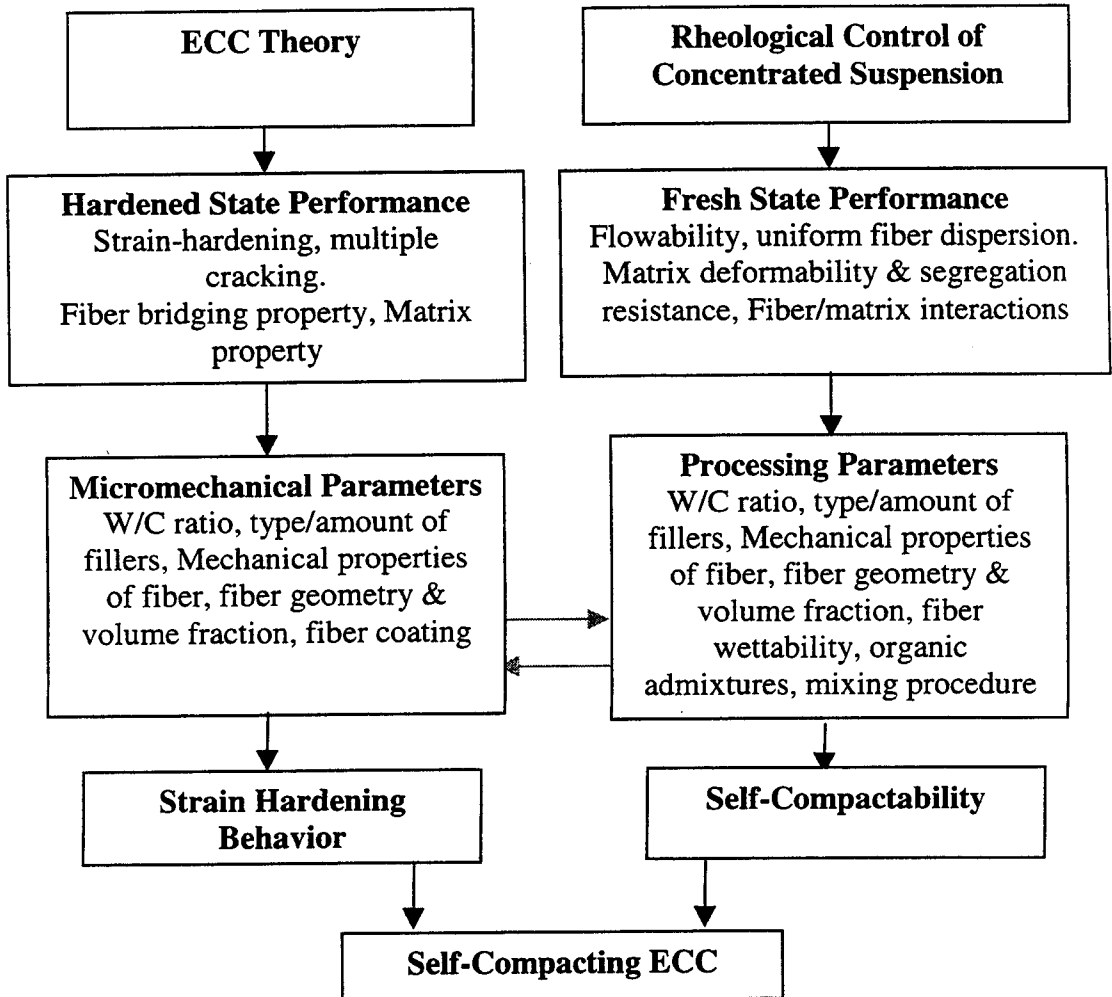 ECC Theory
Rheological Control of
Concentrated Suspension
Hardened State Performance
Strain-hardening, multiple
cracking.
Fiber bridging property, Matrix
property
Fresh State Performance
Flowability, uniform fiber dispersion.
Matrix deformability & segregation
resistance, Fiber/matrix interactions
Micromechanical Parameters
W/C ratio, type/amount of
fillers, Mechanical properties
of fiber, fiber geometry &
volume fraction, fiber coating
Processing Parameters
W/C ratio, type/amount of
fillers, Mechanical properties
of fiber, fiber geometry &
volume fraction, fiber
wettability, organic
admixtures, mixing procedure
Strain Hardening
Behavior
Self-Compactability
Self-Compacting ECC